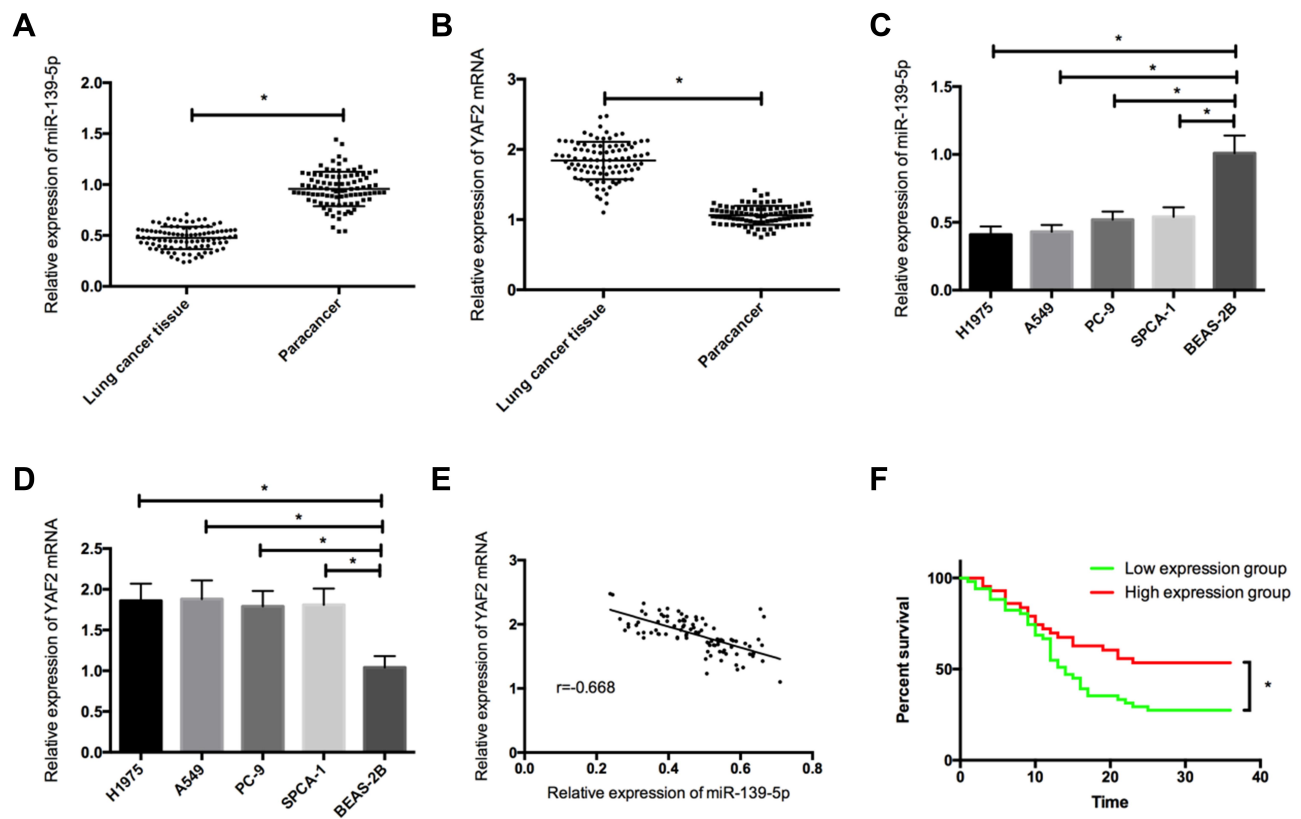 A
Relative expression of miR-139-5p
2.0
1.5
1.0
0.5
0.0
*
Lung cancer tissue
Paracancer
B
Relative expression of YAF2 mRNA
3
2
1
0
*
Lung cancer tissue
Paracancer
C
Relative expression of miR-139-5p
1.5
1.0
0.5
0.0
*
*
*
*
H1975
A549
PC-9
SPCA-1
BEAS-2B
D
Relative expression of YAF2 mRNA
2.5
2.0
1.5
1.0
0.5
0.0
*
*
*
*
H1975
A549
PC-9
SPCA-1
BEAS-2B
E
Relative expression of YAF2 mRNA
3
2
1
0
r=-0.668
0.0 0.2 0.4 0.6 0.8
Relative expression of miR-139-5p
F
Percent survival
100
50
0
Low expression group
High expression group
*
0 10 20 30 40
Time